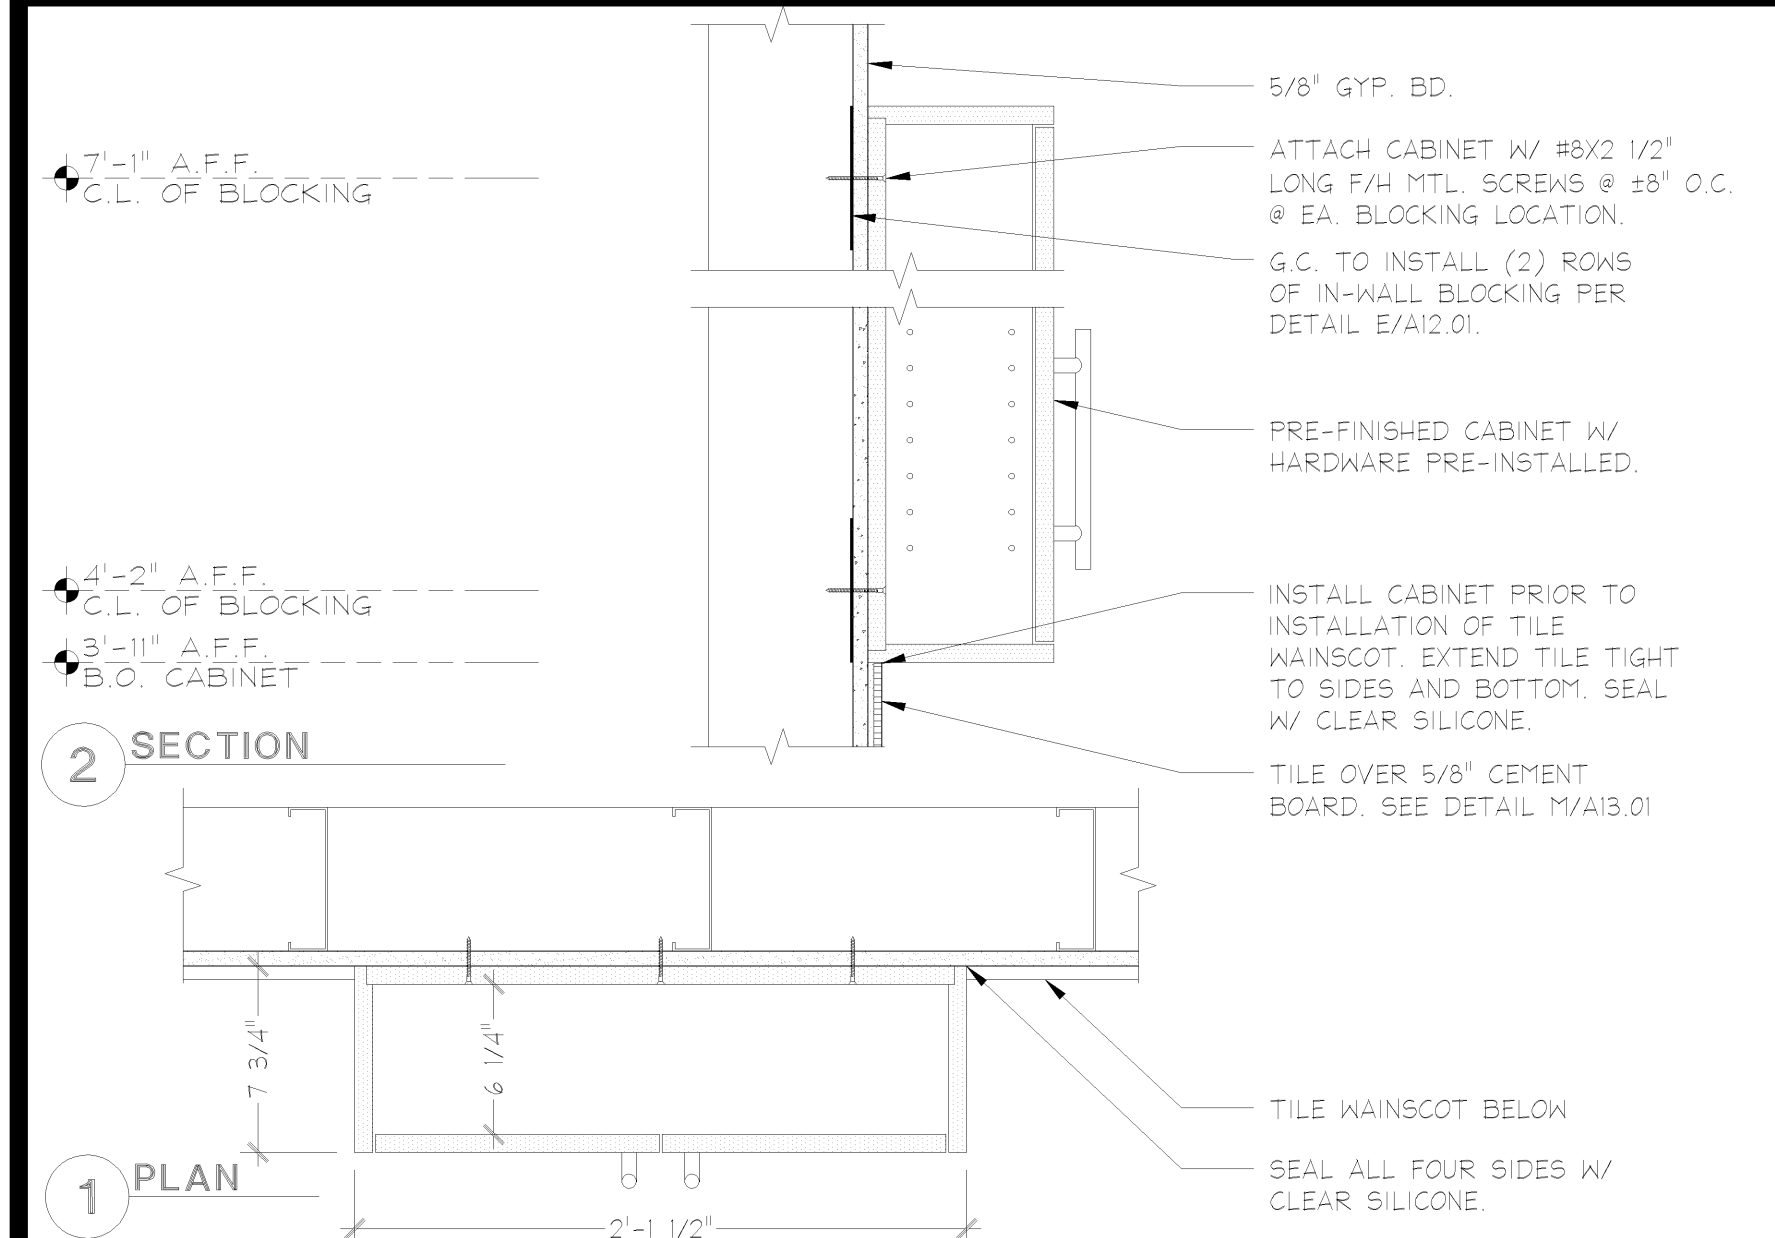 5/8" GYP. BD.
ATTACH CABINET W/ #8X2 1/2"
LONG F/H MTL. SCREWS @ ±8" O.C.
@ EA. BLOCKING LOCATION.
7'-1" A.F.F.
C.L. OF BLOCKING
G.C. TO INSTALL (2) ROWS
OF IN-WALL BLOCKING PER
DETAIL E/A12.01.
PRE-FINISHED CABINET W/
HARDWARE PRE-INSTALLED.
4'-2" A.F.F.
C.L. OF BLOCKING
3'-11" A.F.F.
B.O. CABINET
INSTALL CABINET PRIOR TO
INSTALLATION OF TILE
WAINSCOT. EXTEND TILE TIGHT
TO SIDES AND BOTTOM. SEAL
W/ CLEAR SILICONE.
2 SECTION
TILE OVER 5/8" CEMENT
BOARD. SEE DETAIL M/A13.01
7 3/4"
6 1/4"
TILE WAINSCOT BELOW
SEAL ALL FOUR SIDES W/
CLEAR SILICONE.
1 PLAN
2'-1 1/2"